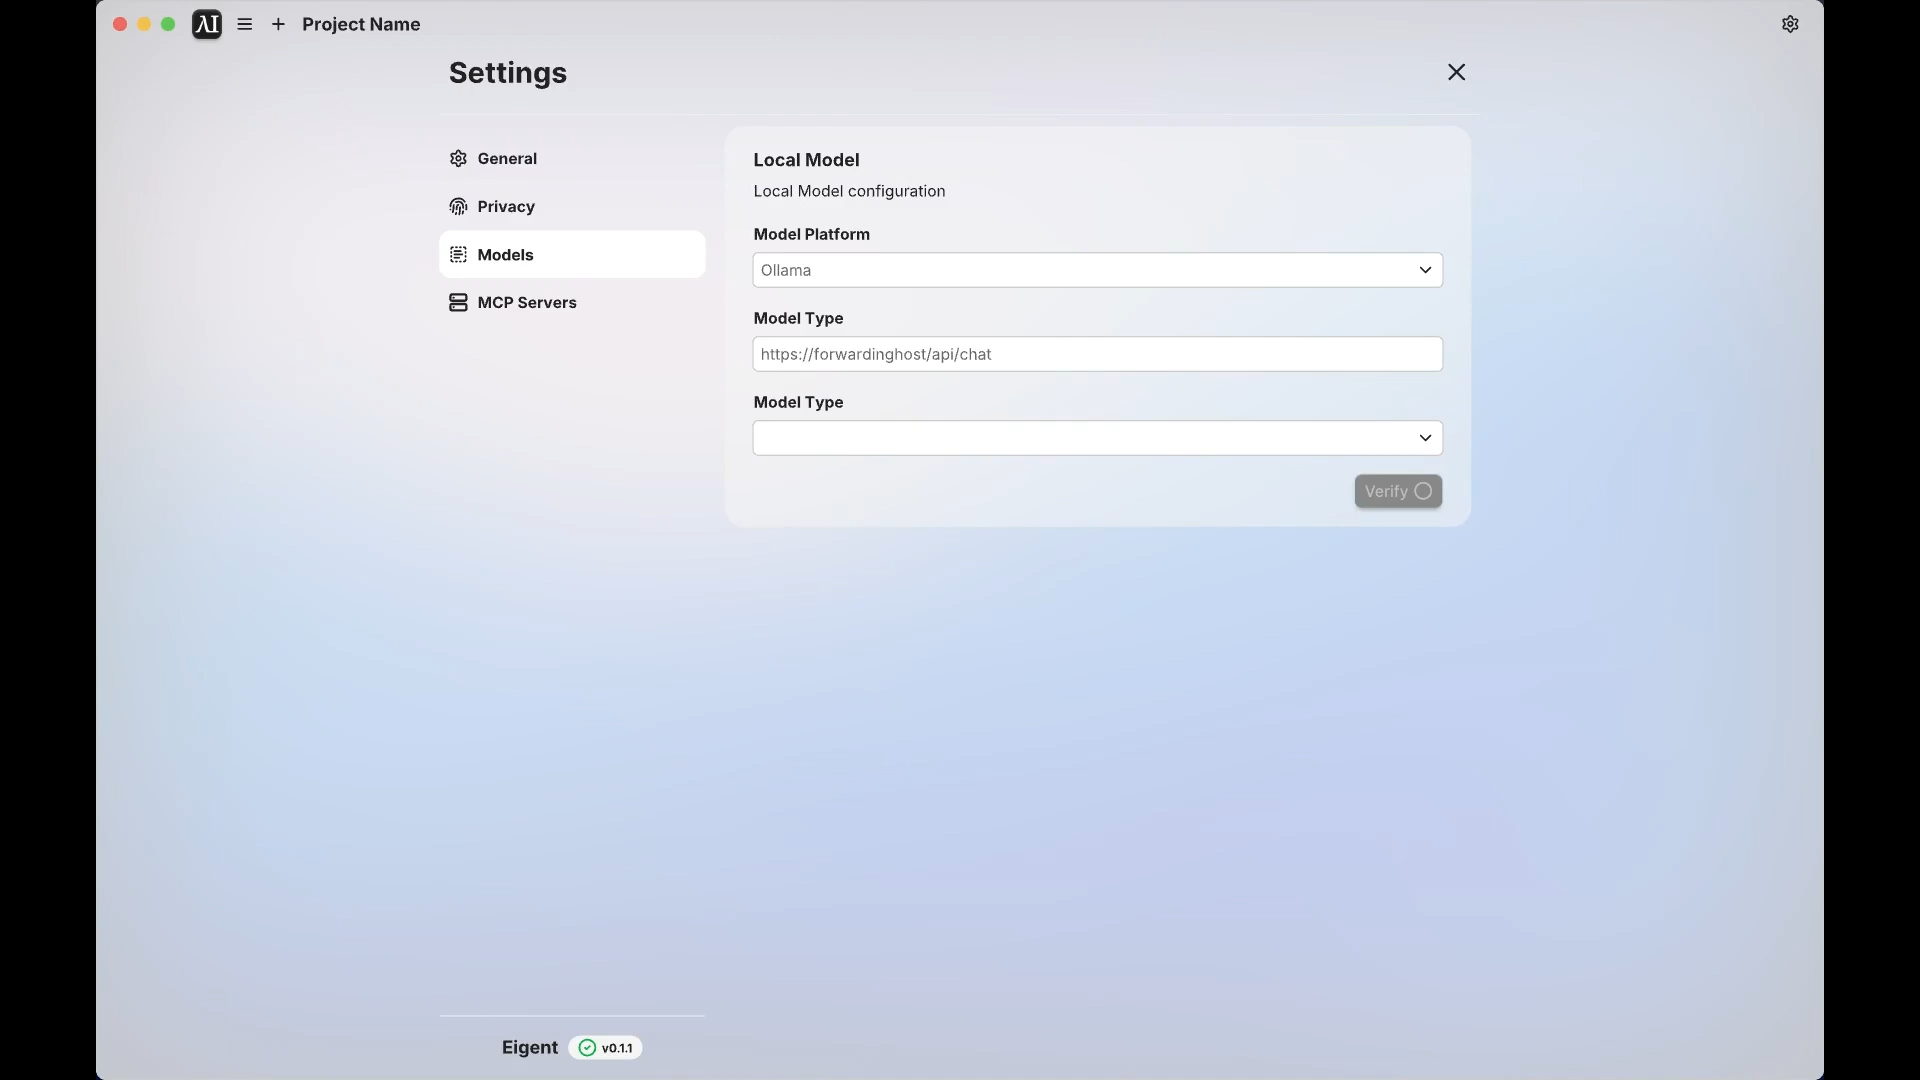 Project Name
Settings
General
Privacy
Models
MCP Servers
Local Model
Local Model configuration
Model Platform
Ollama
Model Type
https://forwardinghost/api/chat
Model Type
Verify
Eigent v0.1.1